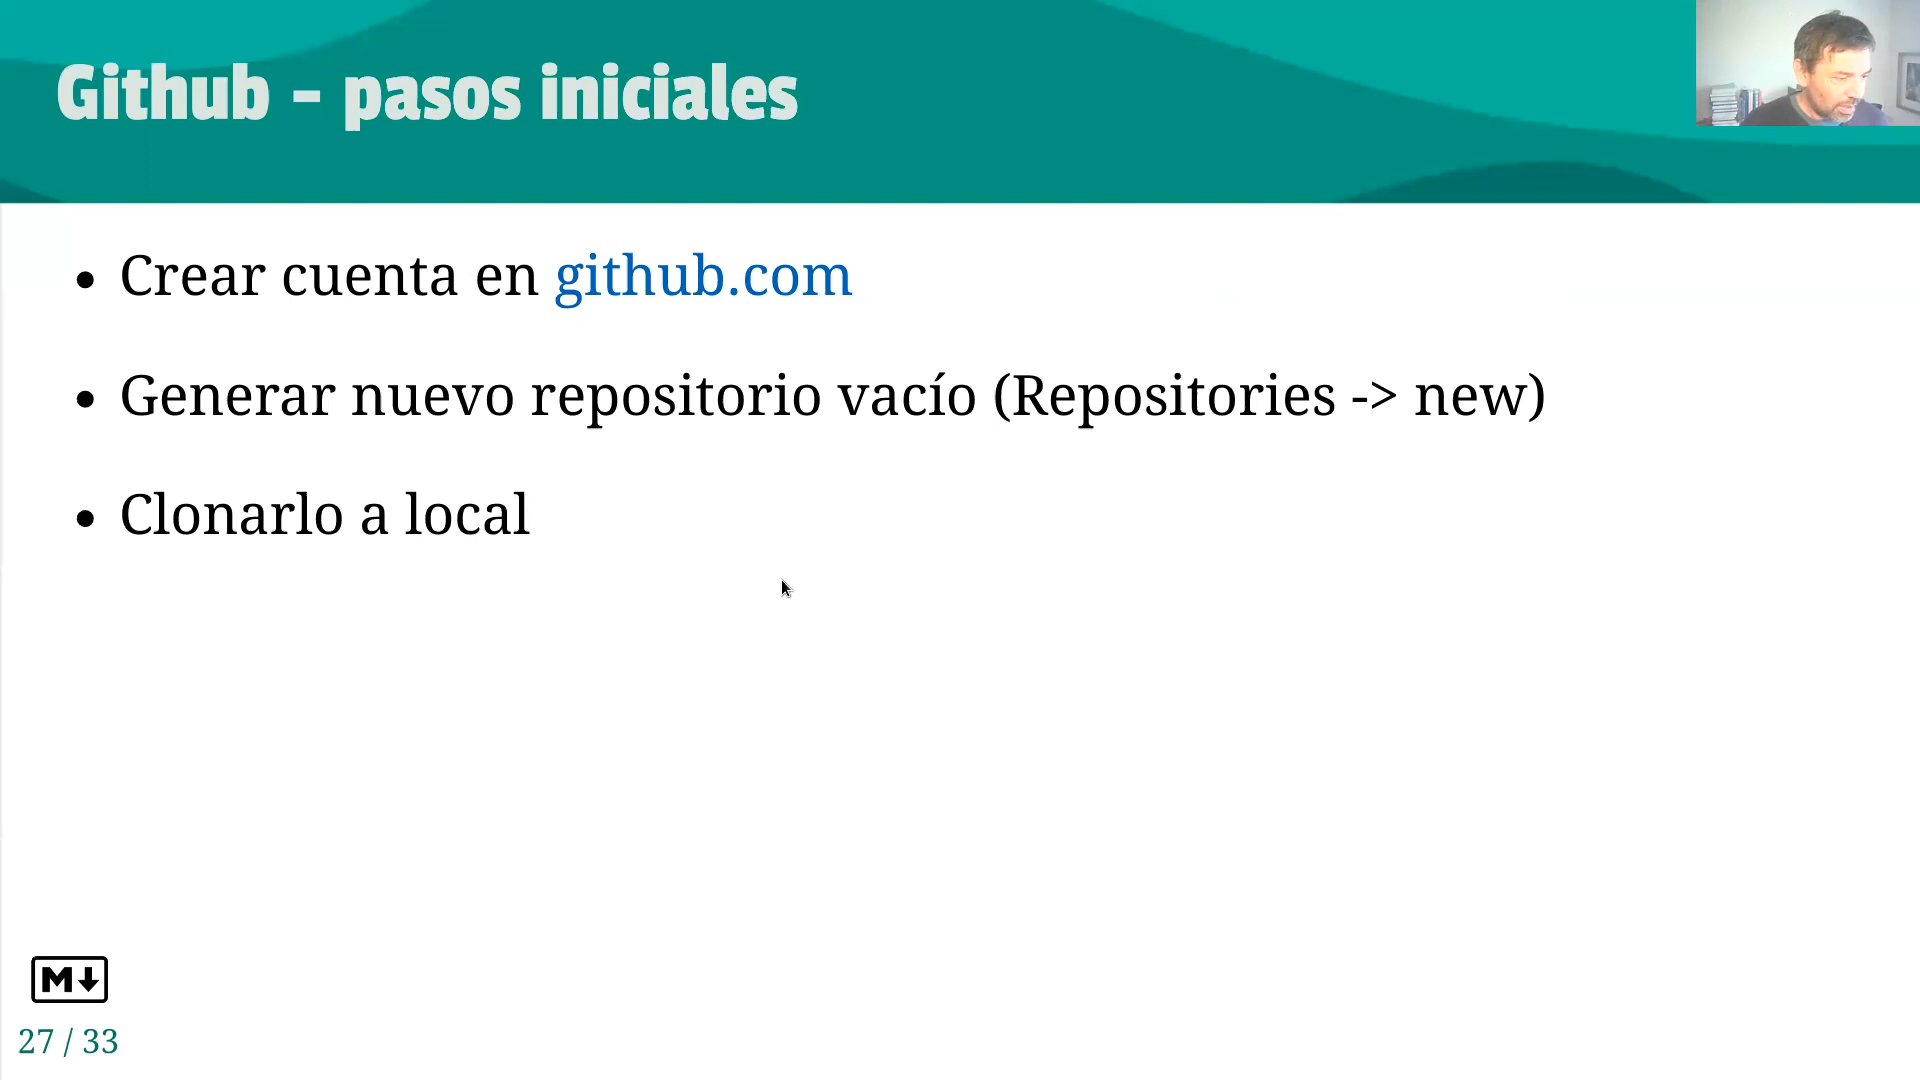 Github - pasos iniciales
• Crear cuenta en github.com
• Generar nuevo repositorio vacío (Repositories -> new)
• Clonarlo a local
M
27 / 33